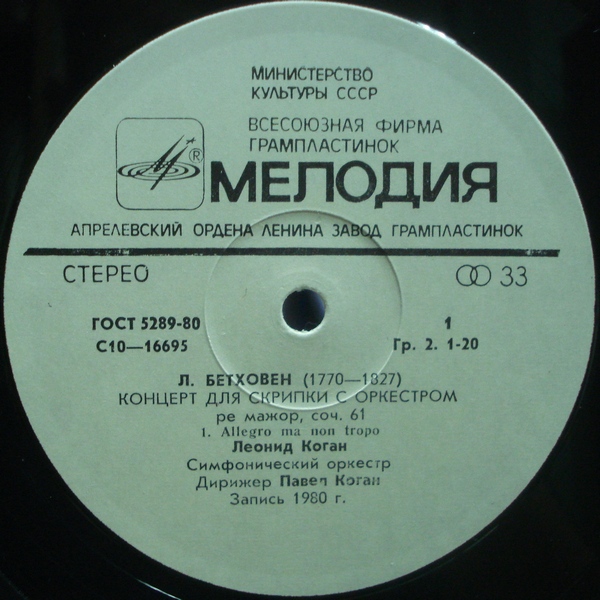 МИНИСТЕРСТВО
КУЛЬТУРЫ СССР
ВСЕСОЮЗНАЯ ФИРМА
ГРАМПЛАСТИНОК
®
МЕЛОДИЯ
АПРЕЛЕВСКИЙ ОРДЕНА ЛЕНИНА ЗАВОД ГРАМПЛАСТИНОК
СТЕРЕО 33
ГОСТ 5289-80 1
С10—16695 Гр. 2. 1-20
Л. БЕТХОВЕН (1770—1827)
КОНЦЕРТ ДЛЯ СКРИПКИ С ОРКЕСТРОМ
ре мажор, соч. 61
1. Allegro ma non tropo
Леонид Коган
Симфонический оркестр
Дирижер Павел Коган
Запись 1980 г.